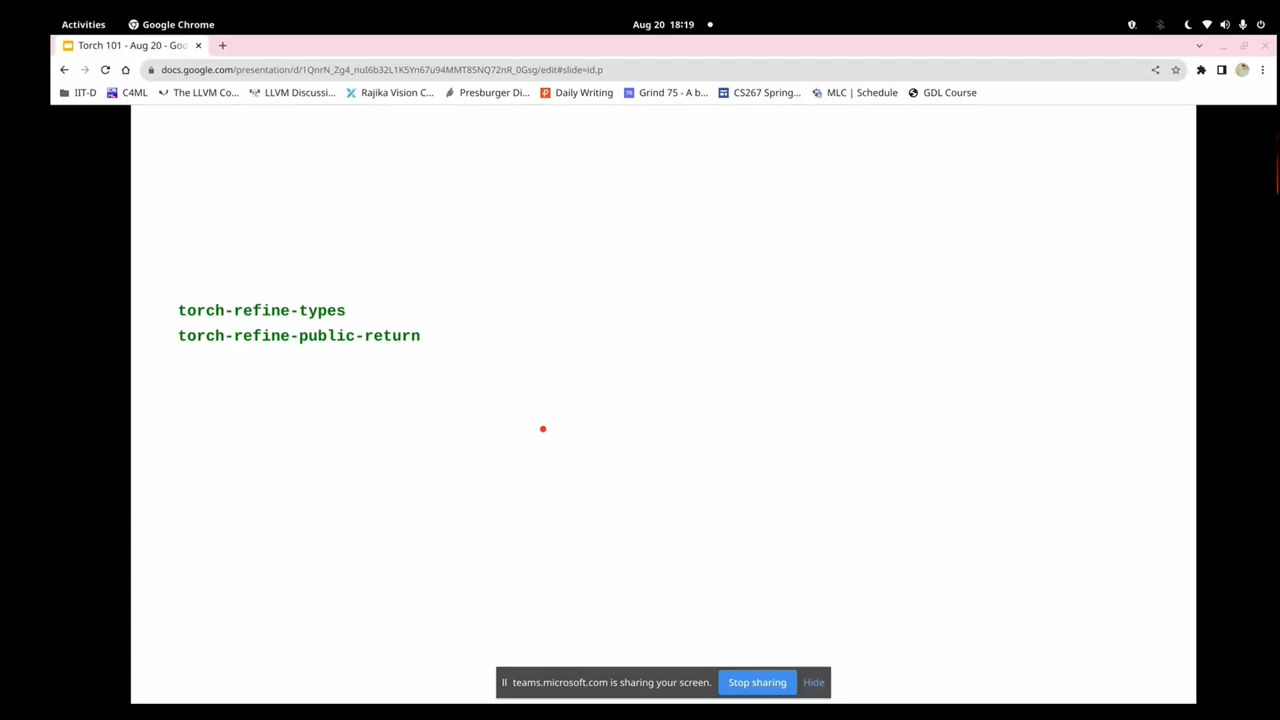 Activities
Google Chrome
Aug 20 18:19
Torch 101 - Aug 20 - Goo
docs.google.com/presentation/d/1QnrN_Zg4_nuI6b32L1K5Yn67u94MMT85NQ72nR_0Gsg/edit#slide=id.p
IIT-D
C4ML
The LLVM Co...
LLVM Discussi...
Rajika Vision C...
Presburger Di...
Daily Writing
Grind 75 - A b...
CS267 Spring...
MLC | Schedule
GDL Course
torch-refine-types
torch-refine-public-return
teams.microsoft.com is sharing your screen.
Stop sharing
Hide